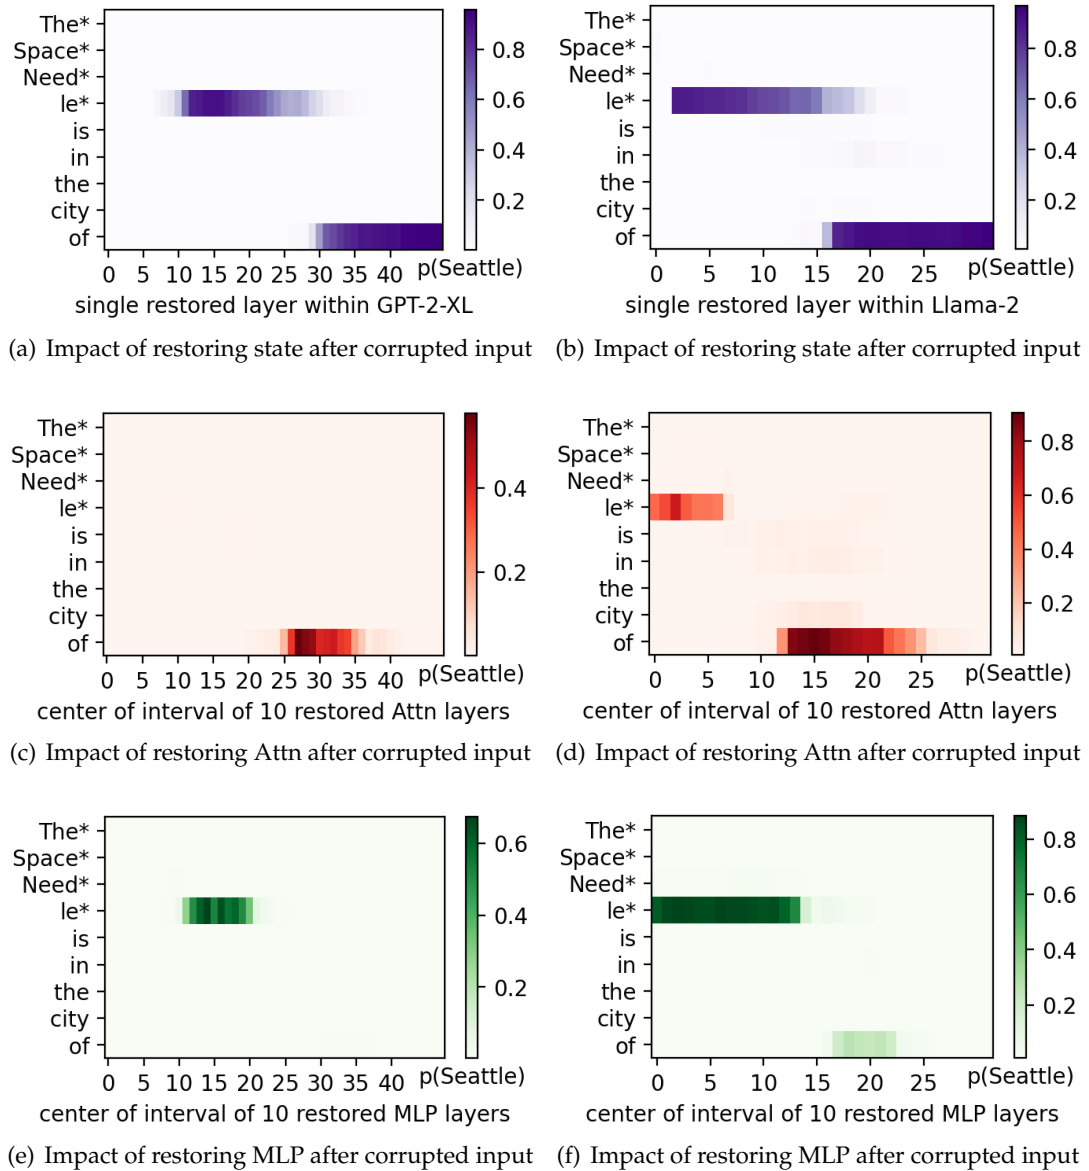 The*
Space*
Need*
le*
is
in
the
city
of
0 5 10 15 20 25 30 35 40
p(Seattle)
0.8
0.6
0.4
0.2
single restored layer within GPT-2-XL
(a) Impact of restoring state after corrupted input
The*
Space*
Need*
le*
is
in
the
city
of
0 5 10 15 20 25
p(Seattle)
0.8
0.6
0.4
0.2
single restored layer within Llama-2
(b) Impact of restoring state after corrupted input
The*
Space*
Need*
le*
is
in
the
city
of
0 5 10 15 20 25 30 35 40
p(Seattle)
0.4
0.2
center of interval of 10 restored Attn layers
(c) Impact of restoring Attn after corrupted input
The*
Space*
Need*
le*
is
in
the
city
of
0 5 10 15 20 25
p(Seattle)
0.8
0.6
0.4
0.2
center of interval of 10 restored Attn layers
(d) Impact of restoring Attn after corrupted input
The*
Space*
Need*
le*
is
in
the
city
of
0 5 10 15 20 25 30 35 40
p(Seattle)
0.6
0.4
0.2
center of interval of 10 restored MLP layers
(e) Impact of restoring MLP after corrupted input
The*
Space*
Need*
le*
is
in
the
city
of
0 5 10 15 20 25
p(Seattle)
0.8
0.6
0.4
0.2
center of interval of 10 restored MLP layers
(f) Impact of restoring MLP after corrupted input